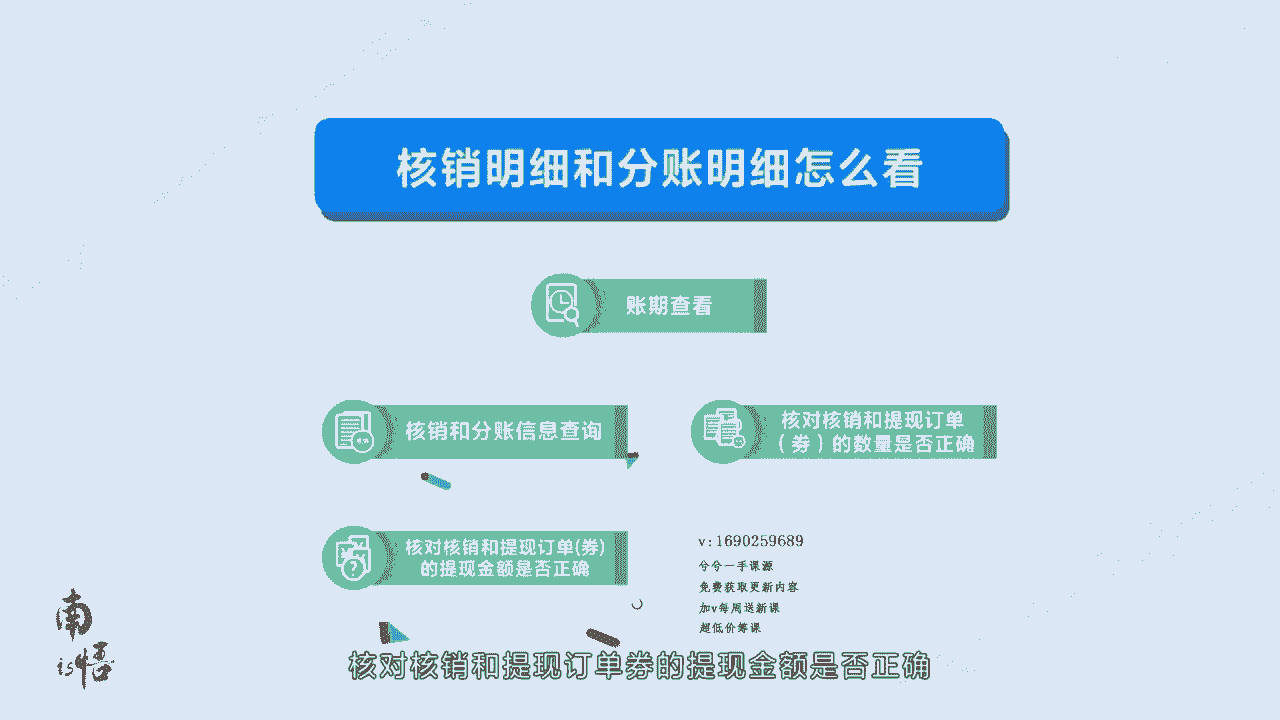 核销明细和分账明细怎么看
账期查看
核销和分账信息查询
核对核销和提现订单
（券）的数量是否正确
核对核销和提现订单(券)
的提现金额是否正确
v:1690259689
兮兮一手课源
免费获取更新内容
加v每周送新课
超低价筹课
南
is悟
核对核销和提现订单券的提现金额是否正确